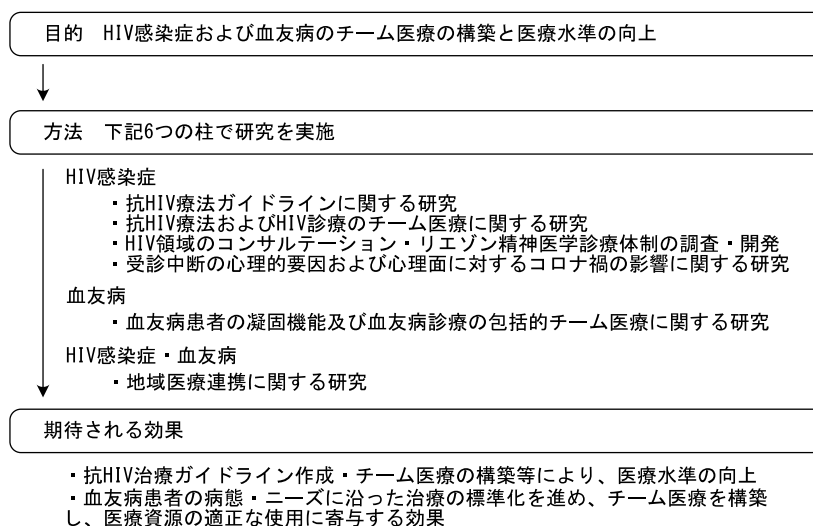 目的　HIV感染症および血友病のチーム医療の構築と医療水準の向上
方法　下記6つの柱で研究を実施
HIV感染症
・抗HIV療法ガイドラインに関する研究
・抗HIV療法およびHIV診療のチーム医療に関する研究
・HIV領域のコンサルテーション・リエゾン精神医学診療体制の調査・開発
・受診中断の心理的要因および心理面に対するコロナ禍の影響に関する研究
血友病
・血友病患者の凝固機能及び血友病診療の包括的チーム医療に関する研究
HIV感染症・血友病
・地域医療連携に関する研究
期待される効果
・抗HIV治療ガイドライン作成・チーム医療の構築等により、医療水準の向上
・血友病患者の病態・ニーズに沿った治療の標準化を進め、チーム医療を構築
し、医療資源の適正な使用に寄与する効果